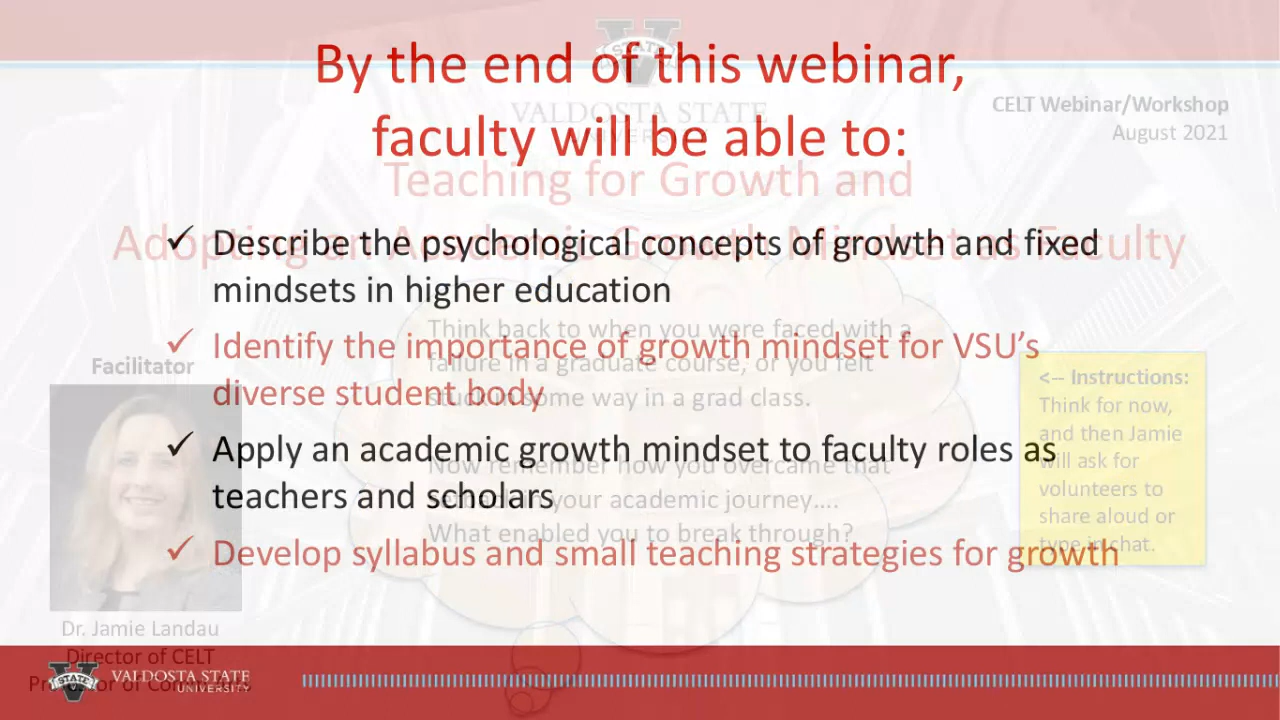 By the end of this webinar,
faculty will be able to:
✓ Describe the psychological concepts of growth and fixed
mindsets in higher education
✓ Identify the importance of growth mindset for VSU’s
diverse student body
✓ Apply an academic growth mindset to faculty roles as
teachers and scholars
✓ Develop syllabus and small teaching strategies for growth
STATE
VALDOSTA STATE
UNIVERSITY
CELT Webinar/Workshop
August 2021
Teaching for Growth and
Adopting an Academic Growth Mindset as Faculty
Think back to when you were faced with a
failure in a graduate course, or you felt
stuck in some way in a grad class.
Now remember how you overcame that
in your academic journey....
What enabled you to break through?
<-- Instructions:
Think for now,
and then Jamie
will ask for
volunteers to
share aloud or
type in chat.
Facilitator
Dr. Jamie Landau
Director of CELT
of
STATE
VALDOSTA STATE
UNIVERSITY